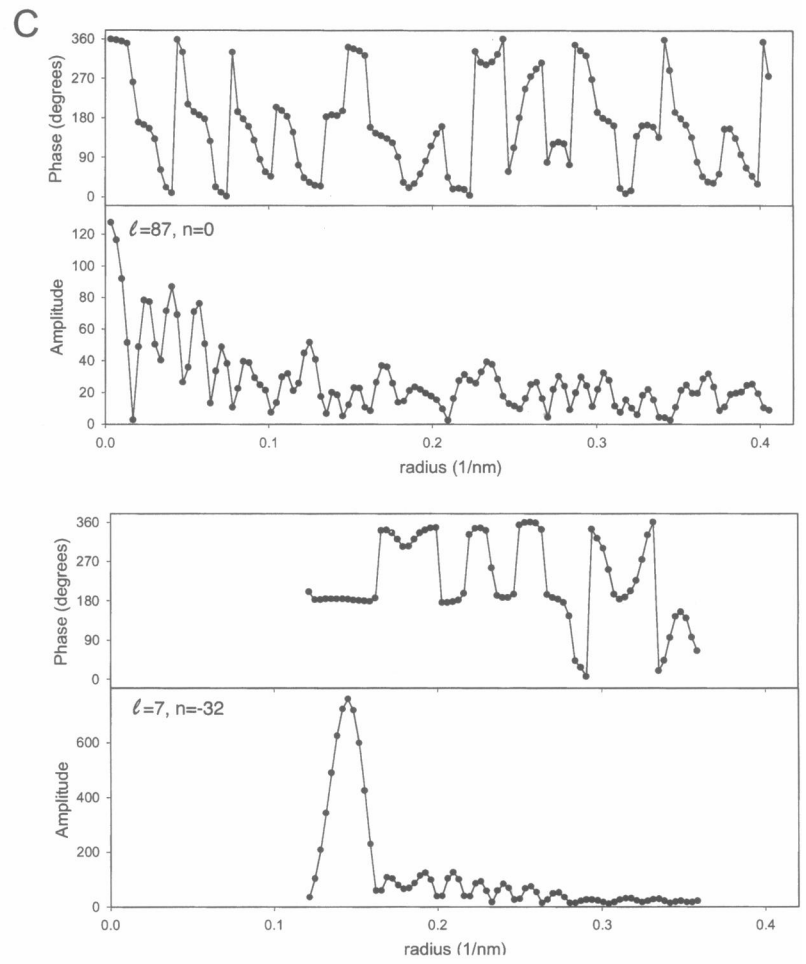 C
360
270
180
90
0
Phase (degrees)
ℓ=87, n=0
120
100
80
60
40
20
0
Amplitude
0.0 0.1 0.2 0.3 0.4
radius (1/nm)
360
270
180
90
0
Phase (degrees)
ℓ=7, n=-32
600
400
200
0
Amplitude
0.0 0.1 0.2 0.3 0.4
radius (1/nm)